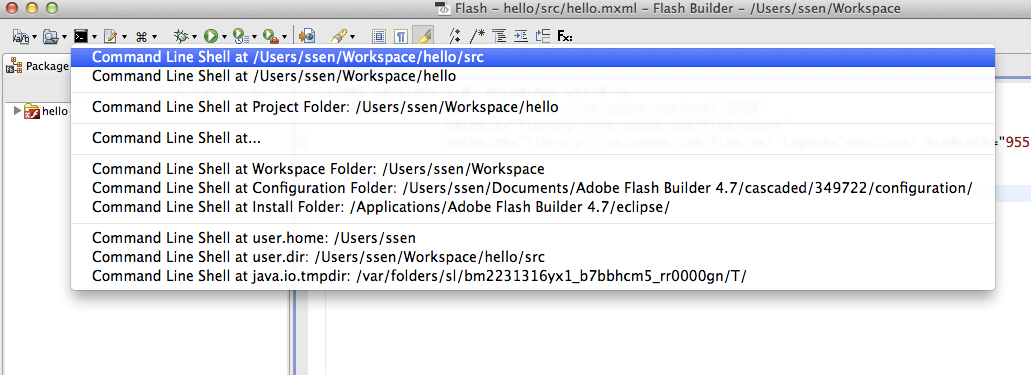 Flash – hello/src/hello.mxml – Flash Builder – /Users/ssen/Workspace
Fx:
Command Line Shell at /Users/ssen/Workspace/hello/src
Command Line Shell at /Users/ssen/Workspace/hello
Command Line Shell at Project Folder: /Users/ssen/Workspace/hello
Command Line Shell at...
Command Line Shell at Workspace Folder: /Users/ssen/Workspace
Command Line Shell at Configuration Folder: /Users/ssen/Documents/Adobe Flash Builder 4.7/cascaded/349722/configuration/
Command Line Shell at Install Folder: /Applications/Adobe Flash Builder 4.7/eclipse/
Command Line Shell at user.home: /Users/ssen
Command Line Shell at user.dir: /Users/ssen/Workspace/hello/src
Command Line Shell at java.io.tmpdir: /var/folders/sl/bm2231316yx1_b7bbhcm5_rr0000gn/T/
Package
hello
="955